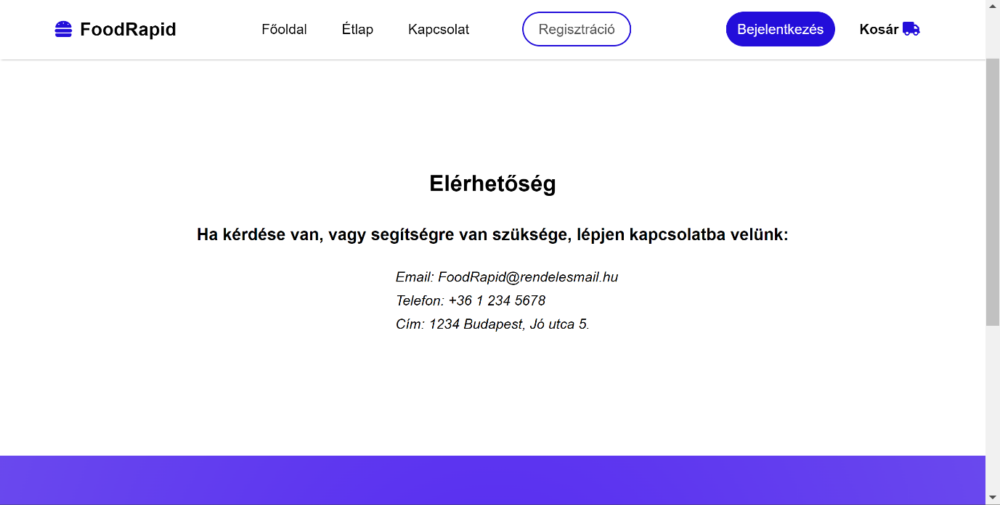 FoodRapid
Főoldal
Étlap
Kapcsolat
Regisztráció
Bejelentkezés
Kosár
Elérhetőség
Ha kérdése van, vagy segítségre van szüksége, lépjen kapcsolatba velünk:
Email: FoodRapid@rendelesmail.hu
Telefon: +36 1 234 5678
Cím: 1234 Budapest, Jó utca 5.